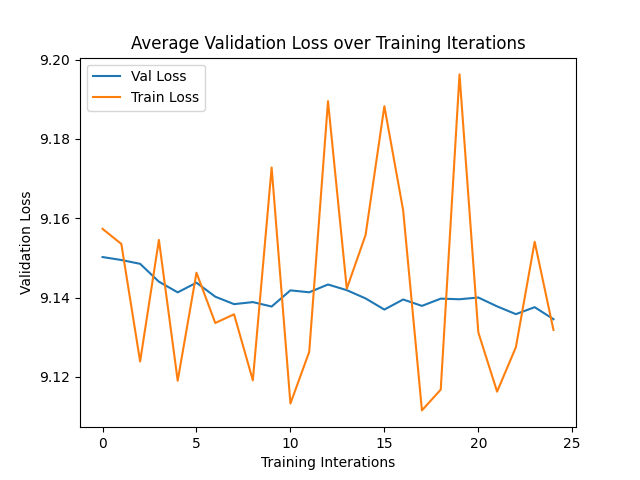 Average Validation Loss over Training Iterations
Val Loss
Train Loss
Validation Loss
9.20
9.18
9.16
9.14
9.12
0
5
10
15
20
25
Training Interations